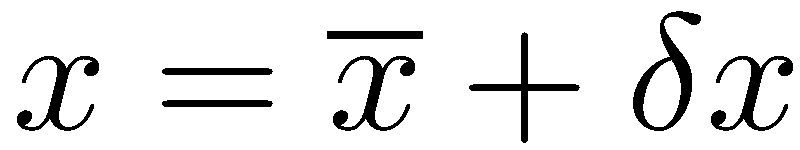 x = x̅ + δx